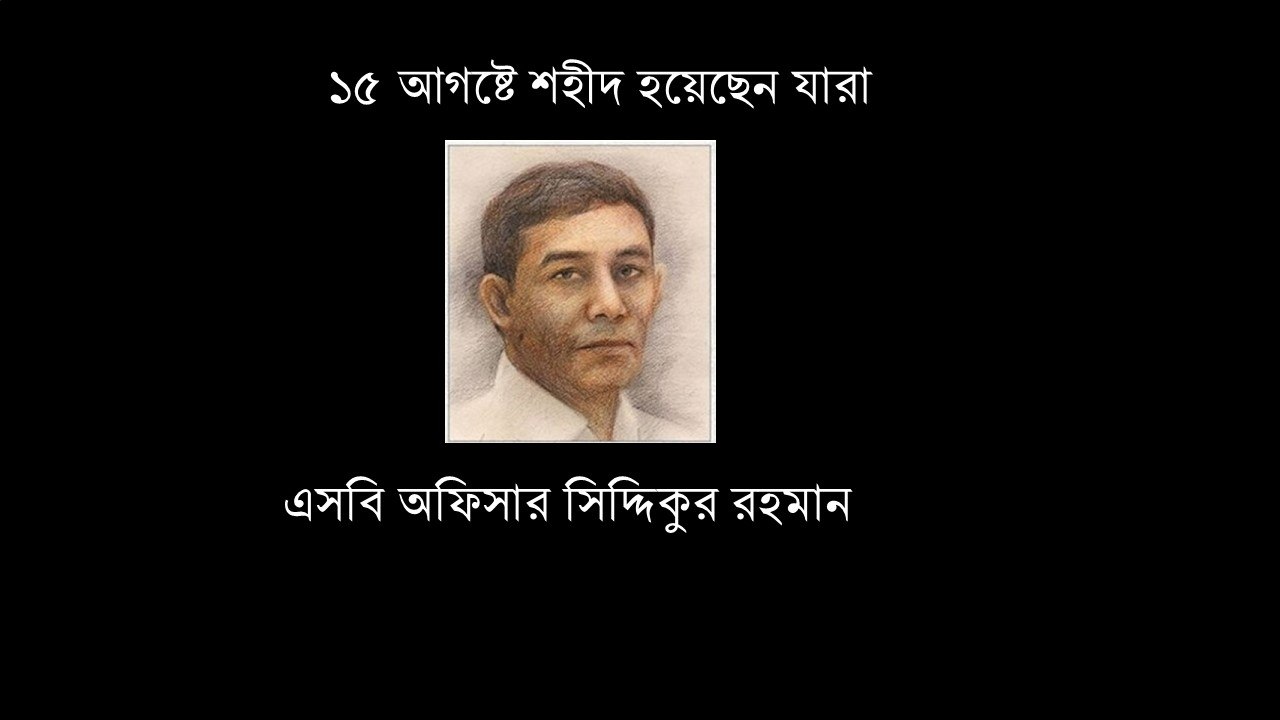 ১৫ আগষ্টে শহীদ হয়েছেন যারা
এসবি অফিসার সিদ্দিকুর রহমান